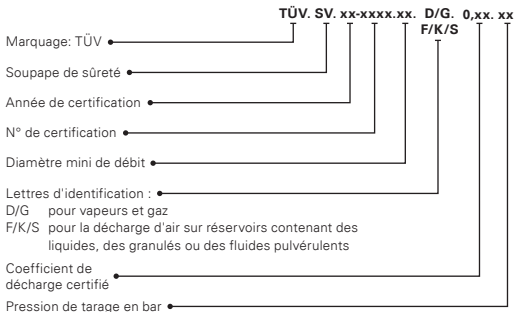 TÜV. SV. xx-xxxx.xx. D/G. 0,xx. xx
F/K/S
Marquage: TÜV
Soupape de sûreté
Année de certification
N° de certification
Diamètre mini de débit
Lettres d'identification :
D/G pour vapeurs et gaz
F/K/S pour la décharge d'air sur réservoirs contenant des
liquides, des granulés ou des fluides pulvérulents
Coefficient de
décharge certifié
Pression de tarage en bar